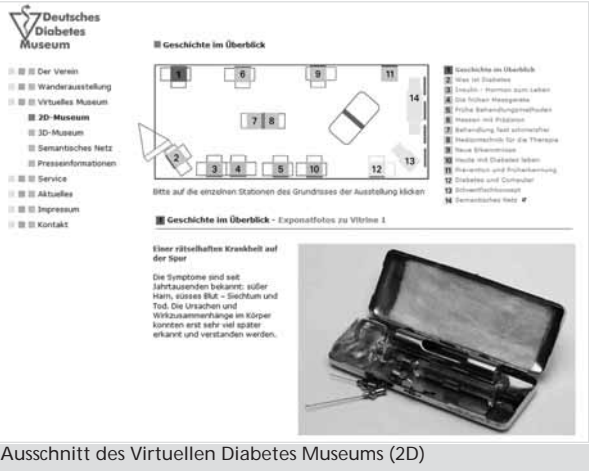 Deutsches
Diabetes
Museum
Der Verein
Wanderausstellung
Virtuelles Museum
2D-Museum
3D-Museum
Semantisches Netz
Presseinformationen
Service
Aktuelles
Impressum
Kontakt
Geschichte im Überblick
1 6 9 11
14
7 8
2
3 4 5 10 12 13
1 Geschichte im Überblick
2 Was ist Diabetes
3 Insulin - Hormon zum Leben
4 Die frühen Messgeräte
5 Frühe Behandlungsmethoden
6 Messen mit Präzision
7 Behandlung fast schmerzfrei
8 Medizintechnik für die Therapie
9 Neue Erkenntnisse
10 Heute mit Diabetes leben
11 Prävention und Früherkennung
12 Diabetes und Computer
13 Schwertfischkonzept
14 Semantisches Netz
Bitte auf die einzelnen Stationen des Grundrisses der Ausstellung klicken
1 Geschichte im Überblick - Exponatfotos zu Vitrine 1
Einer rätselhaften Krankheit auf
der Spur
Die Symptome sind seit
Jahrtausenden bekannt: süßer
Harn, süsses Blut – Siechtum und
Tod. Die Ursachen und
Wirkzusammenhänge im Körper
konnten erst sehr viel später
erkannt und verstanden werden.
Ausschnitt des Virtuellen Diabetes Museums (2D)